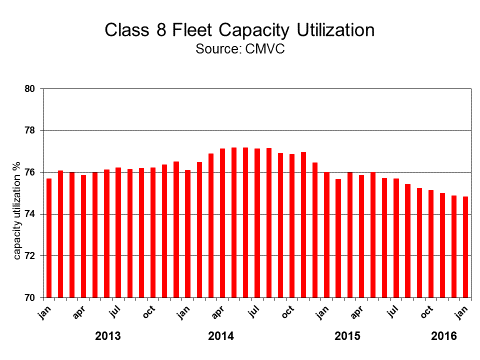 Class 8 Fleet Capacity Utilization
Source: CMVC
80
78
76
74
72
70
capacity utilization %
jan apr jul oct jan apr jul oct jan apr jul oct jan
2013 2014 2015 2016